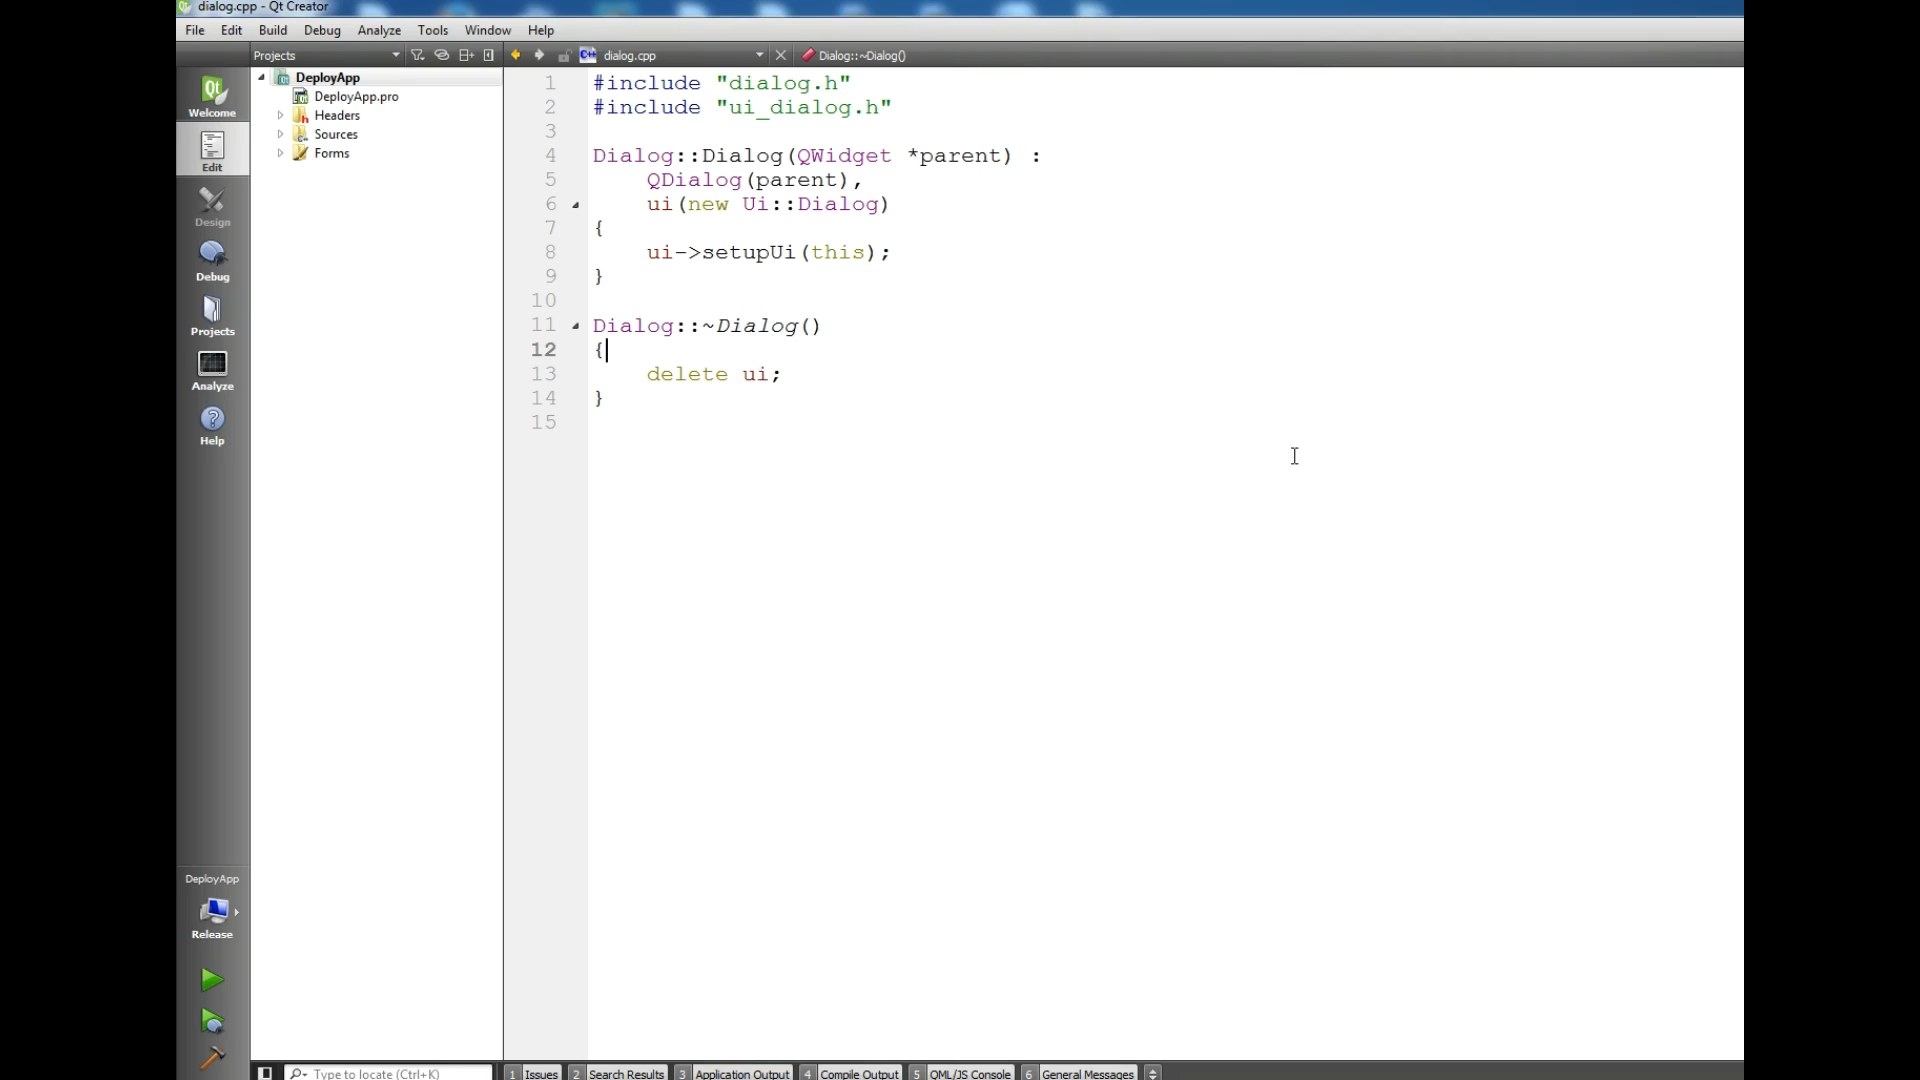 dialog.cpp - Qt Creator
File Edit Build Debug Analyze Tools Window Help
Projects dialog.cpp Dialog::~Dialog()
Welcome
Edit
Design
Debug
Projects
Analyze
Help
DeployApp
Release
DeployApp
DeployApp.pro
Headers
Sources
Forms
1 #include "dialog.h"
2 #include "ui_dialog.h"
3
4 Dialog::Dialog(QWidget *parent) :
5 QDialog(parent),
6 ui(new Ui::Dialog)
7 {
8 ui->setupUi(this);
9 }
10
11 Dialog::~Dialog()
12 {
13 delete ui;
14 }
15
Type to locate (Ctrl+K) 1 Issues 2 Search Results 3 Application Output 4 Compile Output 5 QML/JS Console 6 General Messages